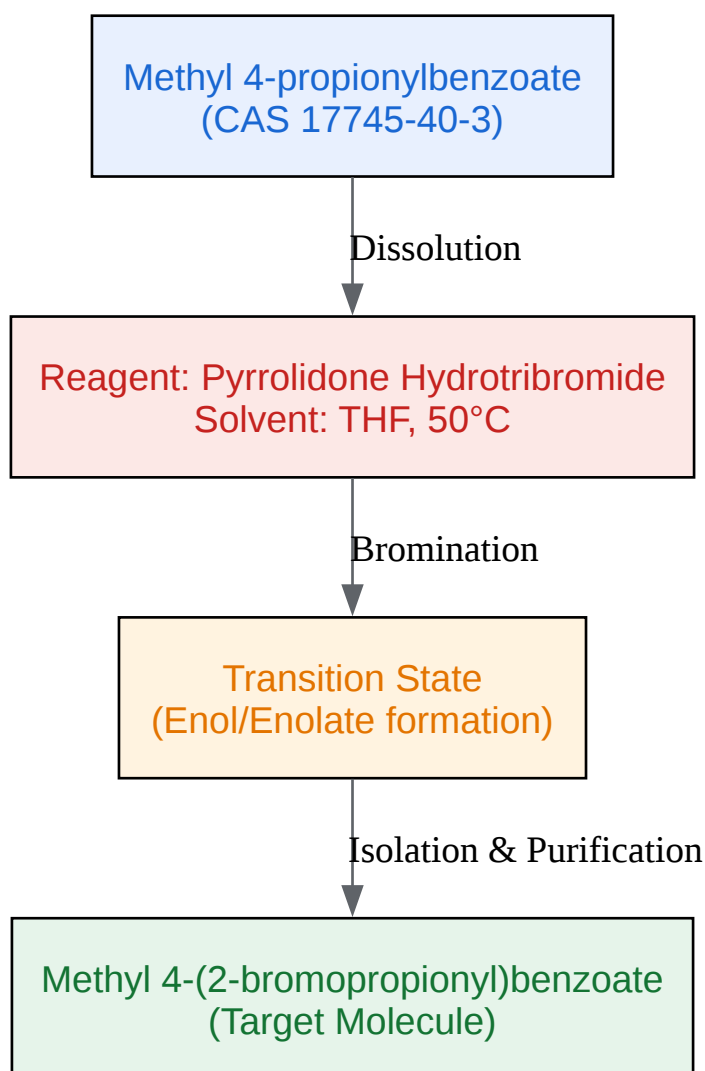 Methyl 4-propionylbenzoate
(CAS 17745-40-3)
Dissolution
Reagent: Pyrrolidone Hydrotribromide
Solvent: THF, 50°C
Bromination
Transition State
(Enol/Enolate formation)
Isolation & Purification
Methyl 4-(2-bromopropionyl)benzoate
(Target Molecule)